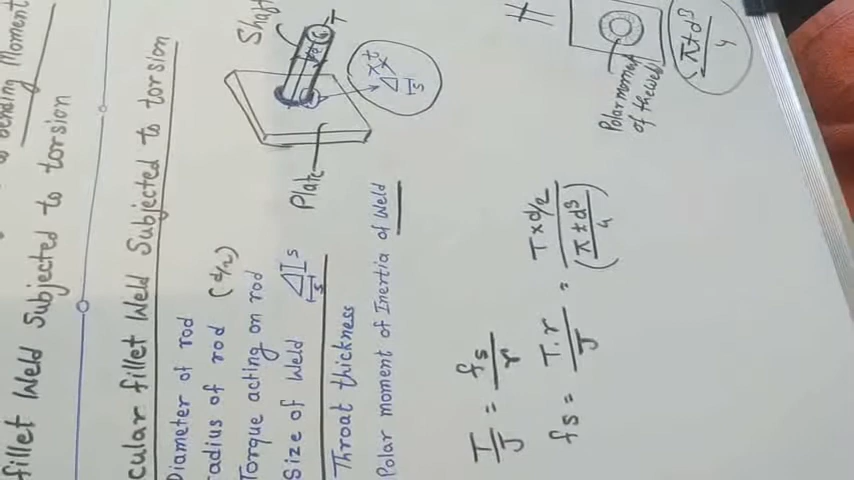 bending Moment
fillet Weld Subjected to torsion
cular fillet Weld Subjected to torsion
Diameter of rod
radius of rod (d/2)
Torque acting on rod
Size of Weld
s
s
Throat thickness
Polar moment of Inertia of Weld
Shaft
T
Plate
t
s
Polar moment
of the weld
πtd³/4
T/J = fs/r
fs = T.r/J = T×d/2/(πtd³/4)